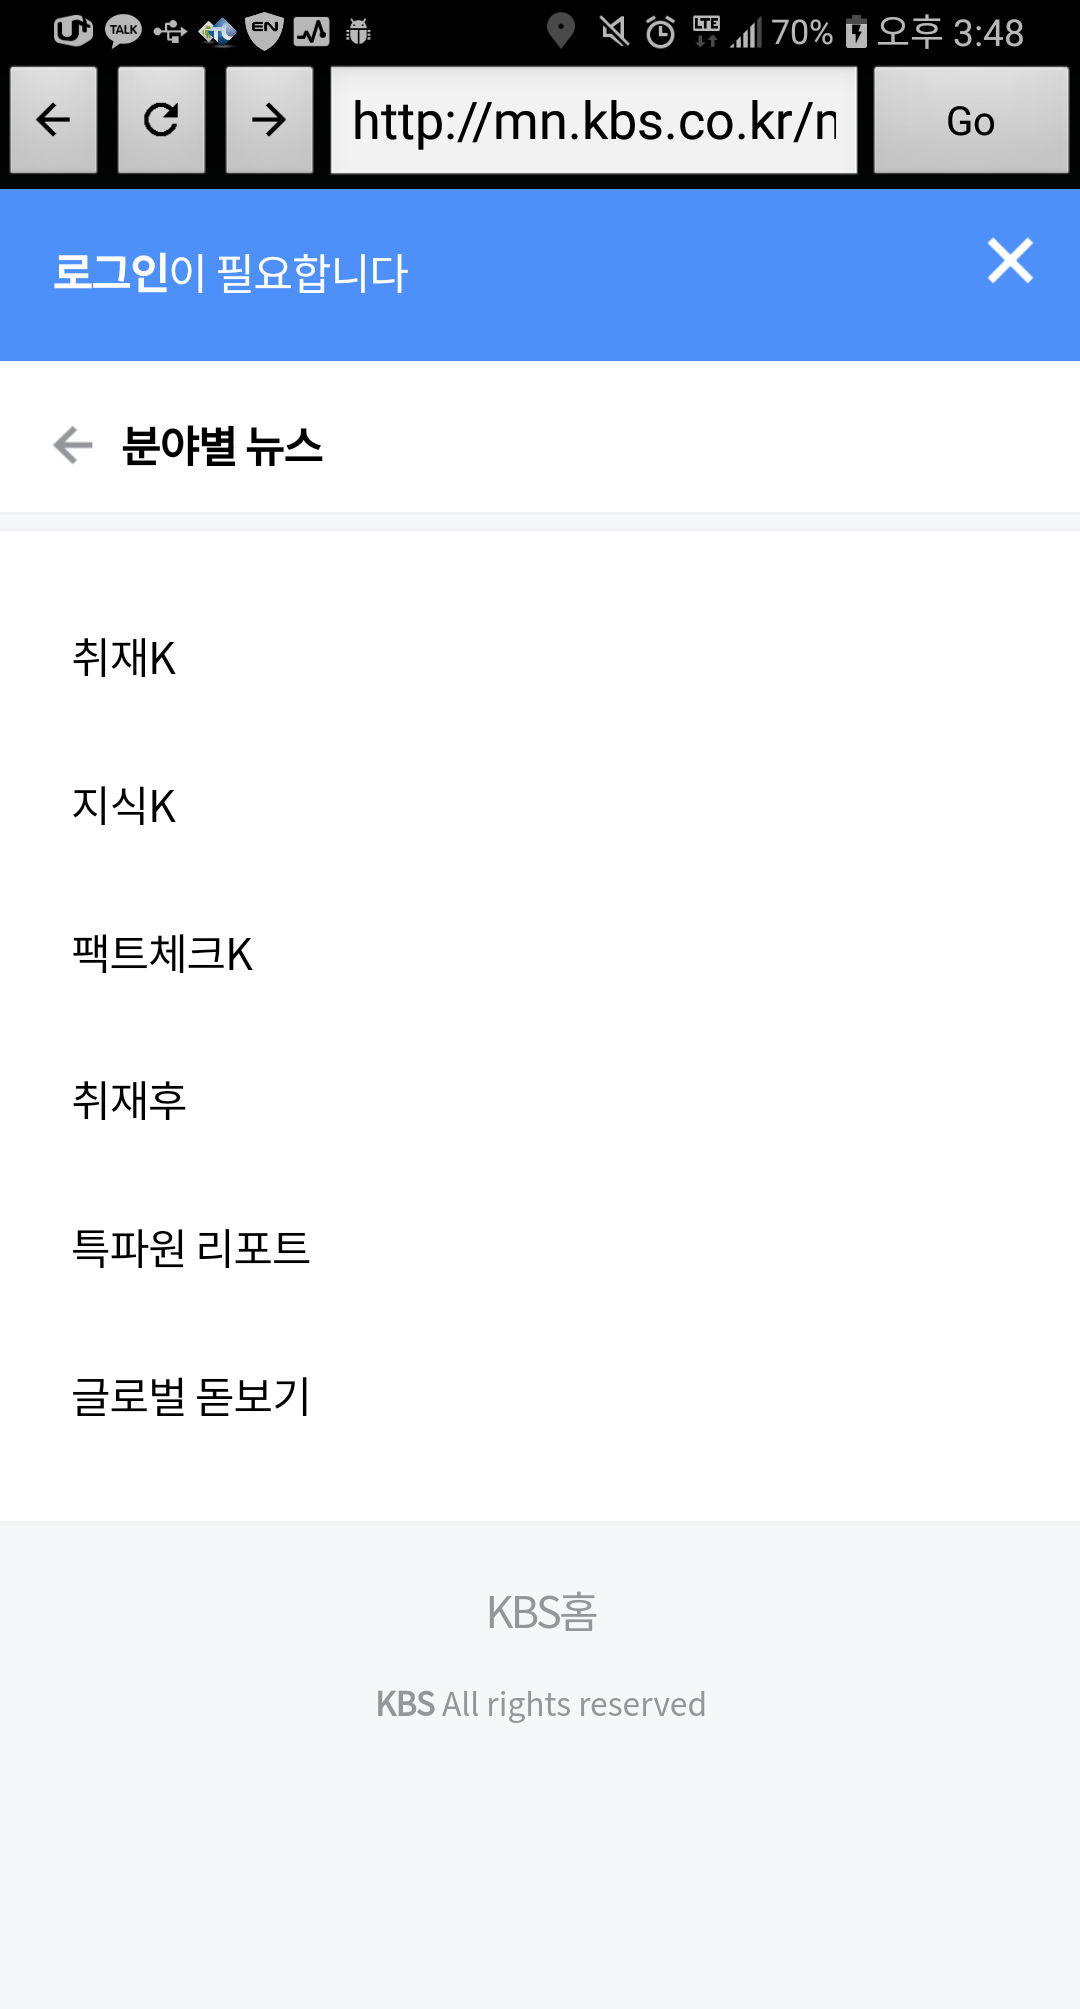 TALK EN LTE 70% 오후 3:48
http://mn.kbs.co.kr/n Go
로그인이 필요합니다
분야별 뉴스
취재K
지식K
팩트체크K
취재후
특파원 리포트
글로벌 돋보기
KBS홈
KBS All rights reserved